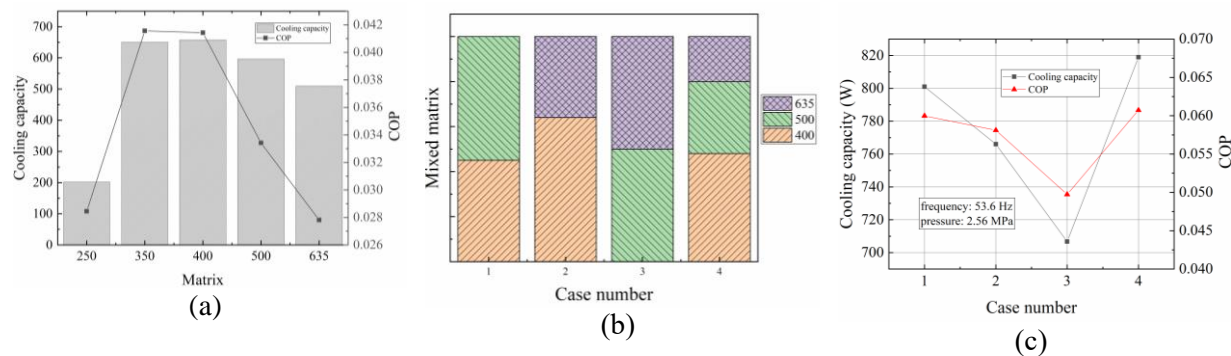 Cooling capacity
COP
700
600
500
400
300
200
100
0
0.042
0.040
0.038
0.036
0.034
0.032
0.030
0.028
0.026
Cooling capacity
COP
250 350 400 500 635
Matrix
(a)
Mixed matrix
635
500
400
1 2 3 4
Case number
(b)
820
800
780
760
740
720
700
Cooling capacity (W)
Cooling capacity
COP
frequency: 53.6 Hz
pressure: 2.56 MPa
0.070
0.065
0.060
0.055
0.050
0.045
0.040
COP
1 2 3 4
Case number
(c)